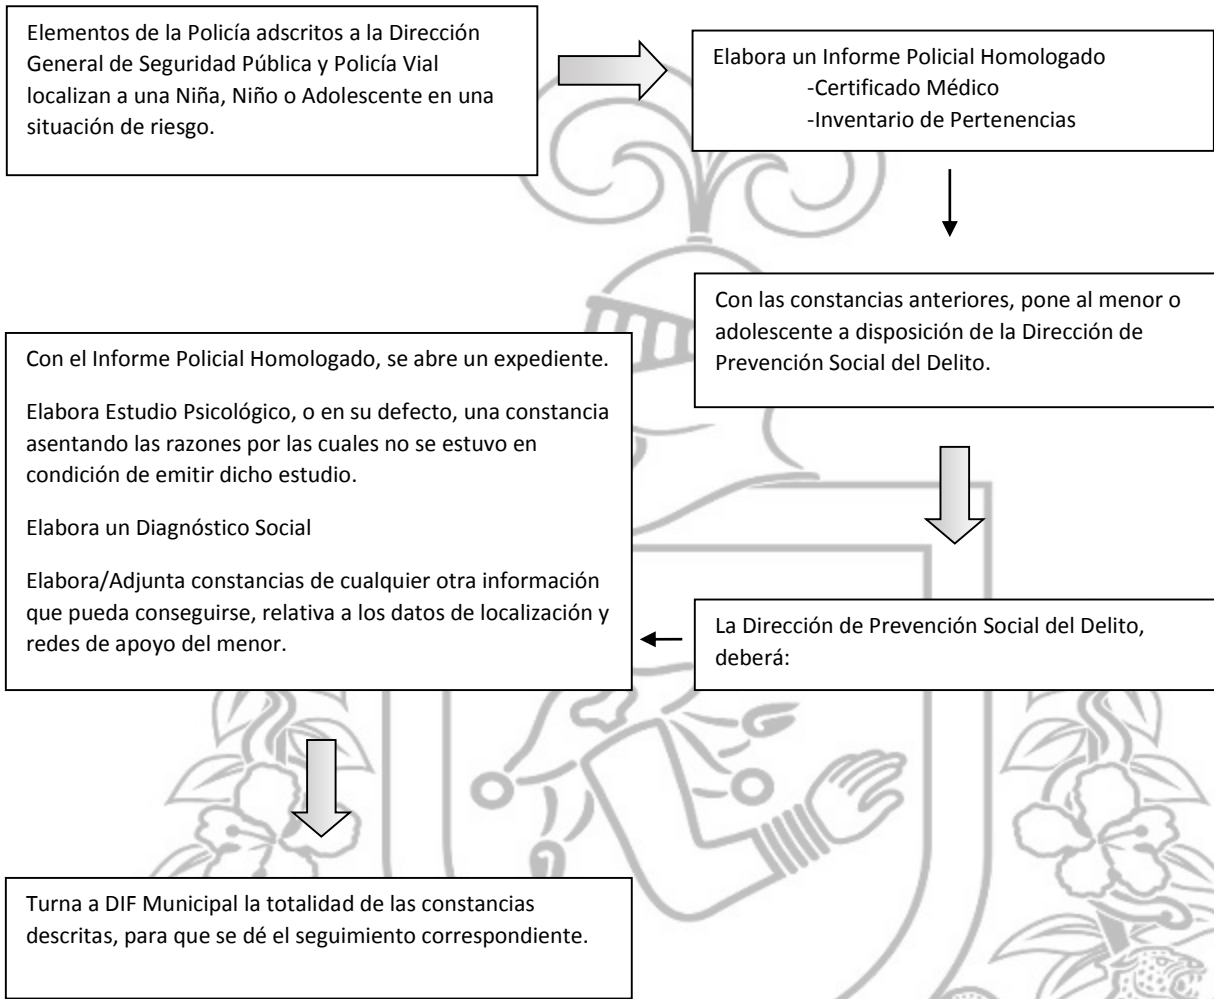 Elementos de la Policía adscritos a la Dirección
General de Seguridad Pública y Policía Vial
localizan a una Niña, Niño o Adolescente en una
situación de riesgo.
Elabora un Informe Policial Homologado
-Certificado Médico
-Inventario de Pertenencias
Con las constancias anteriores, pone al menor o
adolescente a disposición de la Dirección de
Prevención Social del Delito.
La Dirección de Prevención Social del Delito,
deberá:
Con el Informe Policial Homologado, se abre un expediente.
Elabora Estudio Psicológico, o en su defecto, una constancia
asentando las razones por las cuales no se estuvo en
condición de emitir dicho estudio.
Elabora un Diagnóstico Social
Elabora/Adjunta constancias de cualquier otra información
que pueda conseguirse, relativa a los datos de localización y
redes de apoyo del menor.
Turna a DIF Municipal la totalidad de las constancias
descritas, para que se dé el seguimiento correspondiente.